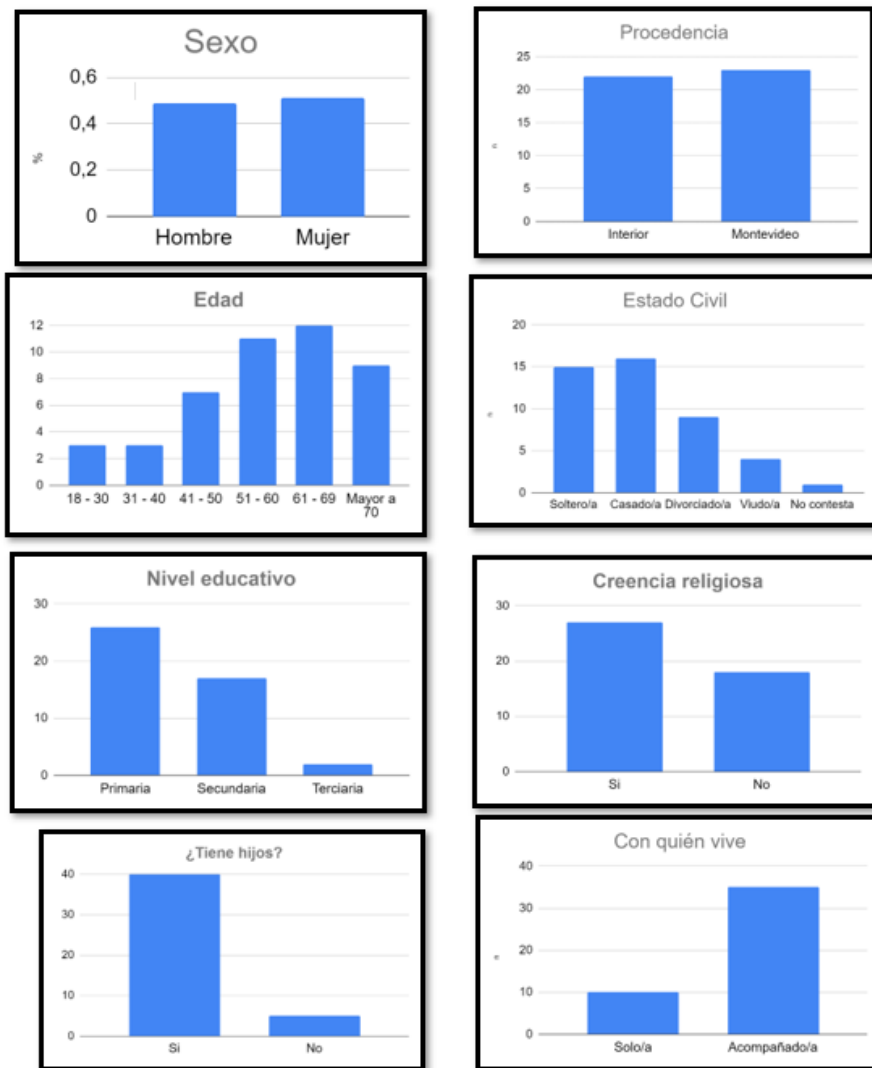 Sexo
0,6
0,4
0,2
0
%
Hombre Mujer
Procedencia
25
20
15
10
5
0
n
Interior Montevideo
Edad
12
10
8
6
4
2
0
18 - 30 31 - 40 41 - 50 51 - 60 61 - 69 Mayor a
70
Estado Civil
20
15
10
5
0
n
Soltero/a Casado/a Divorciado/a Viudo/a No contesta
Nivel educativo
30
20
10
0
Primaria Secundaria Terciaria
Creencia religiosa
30
20
10
0
Si No
¿Tiene hijos?
40
30
20
10
0
Si No
Con quién vive
40
30
20
10
0
n
Solo/a Acompañado/a